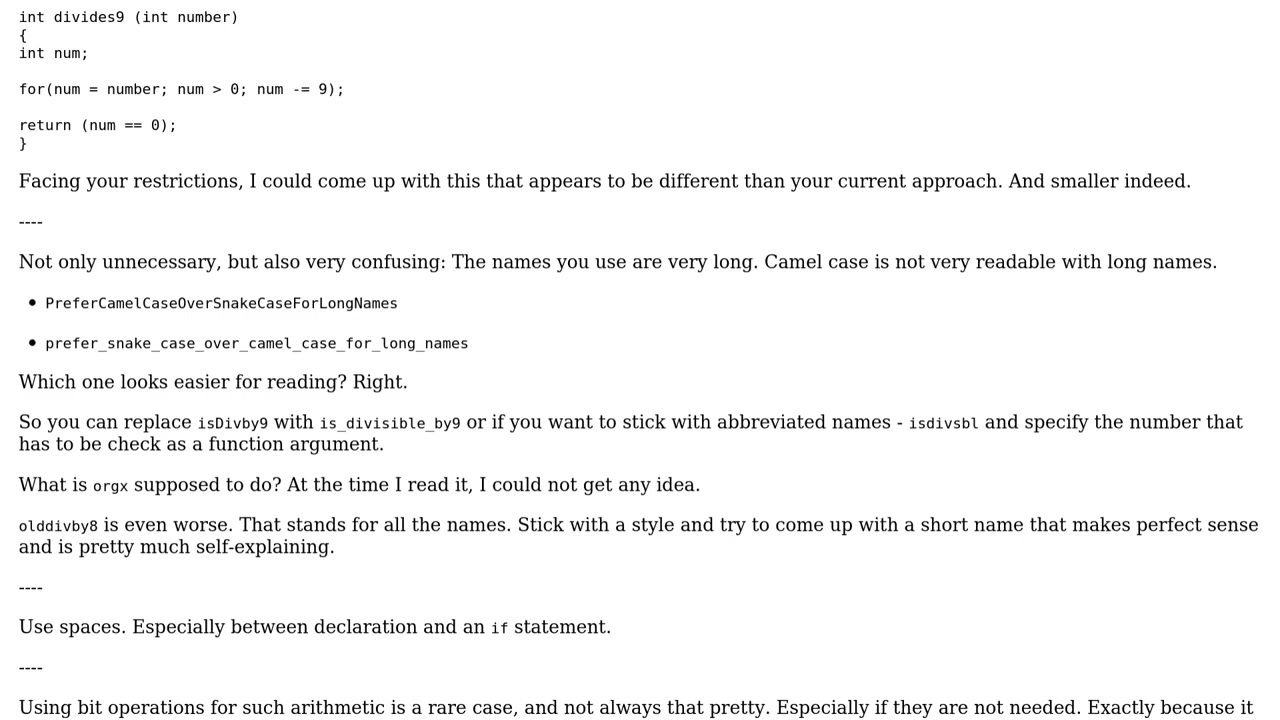 int divides9 (int number)
{
int num;
for(num = number; num > 0; num -= 9);
return (num == 0);
}
Facing your restrictions, I could come up with this that appears to be different than your current approach. And smaller indeed.
----
Not only unnecessary, but also very confusing: The names you use are very long. Camel case is not very readable with long names.
PreferCamelCaseOverSnakeCaseForLongNames
prefer_snake_case_over_camel_case_for_long_names
Which one looks easier for reading? Right.
So you can replace isDivby9 with is_divisible_by9 or if you want to stick with abbreviated names - isdivsbl and specify the number that
has to be check as a function argument.
What is orgx supposed to do? At the time I read it, I could not get any idea.
olddivby8 is even worse. That stands for all the names. Stick with a style and try to come up with a short name that makes perfect sense
and is pretty much self-explaining.
----
Use spaces. Especially between declaration and an if statement.
----
Using bit operations for such arithmetic is a rare case, and not always that pretty. Especially if they are not needed. Exactly because it